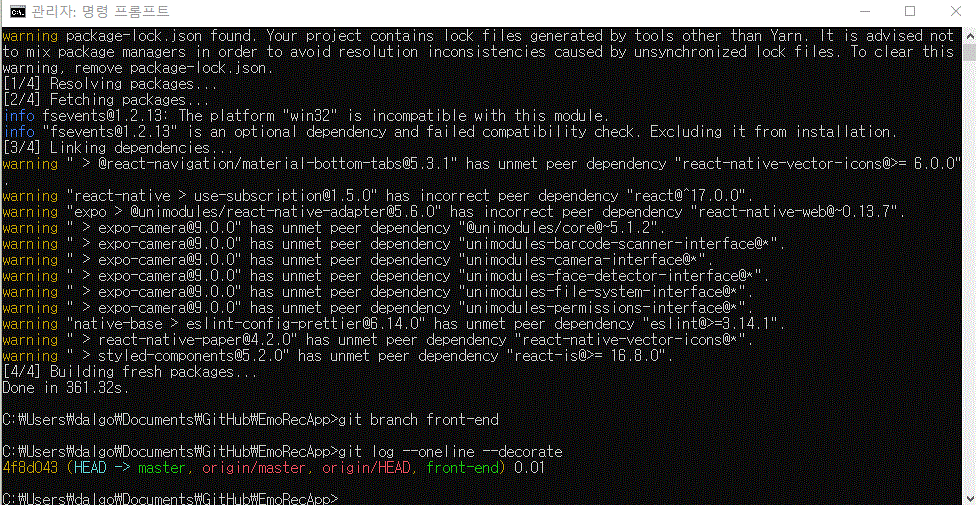 관리자: 명령 프롬프트
warning package-lock.json found. Your project contains lock files generated by tools other than Yarn. It is advised not
to mix package managers in order to avoid resolution inconsistencies caused by unsynchronized lock files. To clear this
warning, remove package-lock.json.
[1/4] Resolving packages...
[2/4] Fetching packages...
info fsevents@1.2.13: The platform "win32" is incompatible with this module.
info "fsevents@1.2.13" is an optional dependency and failed compatibility check. Excluding it from installation.
[3/4] Linking dependencies...
warning " > @react-navigation/material-bottom-tabs@5.3.1" has unmet peer dependency "react-native-vector-icons@>= 6.0.0"
.
warning "react-native > use-subscription@1.5.0" has incorrect peer dependency "react@^17.0.0".
warning "expo > @unimodules/react-native-adapter@5.6.0" has incorrect peer dependency "react-native-web@~0.13.7".
warning " > expo-camera@9.0.0" has unmet peer dependency "@unimodules/core@~5.1.2".
warning " > expo-camera@9.0.0" has unmet peer dependency "unimodules-barcode-scanner-interface@*".
warning " > expo-camera@9.0.0" has unmet peer dependency "unimodules-camera-interface@*".
warning " > expo-camera@9.0.0" has unmet peer dependency "unimodules-face-detector-interface@*".
warning " > expo-camera@9.0.0" has unmet peer dependency "unimodules-file-system-interface@*".
warning " > expo-camera@9.0.0" has unmet peer dependency "unimodules-permissions-interface@*".
warning "native-base > eslint-config-prettier@6.14.0" has unmet peer dependency "eslint@>=3.14.1".
warning " > react-native-paper@4.2.0" has unmet peer dependency "react-native-vector-icons@*".
warning " > styled-components@5.2.0" has unmet peer dependency "react-is@>= 16.8.0".
[4/4] Building fresh packages...
Done in 361.32s.
C:₩Users₩dalgo₩Documents₩GitHub₩EmoRecApp>git branch front-end
C:₩Users₩dalgo₩Documents₩GitHub₩EmoRecApp>git log --oneline --decorate
4f8d043 (HEAD -> master, origin/master, origin/HEAD, front-end) 0.01
C:₩Users₩dalgo₩Documents₩GitHub₩EmoRecApp>